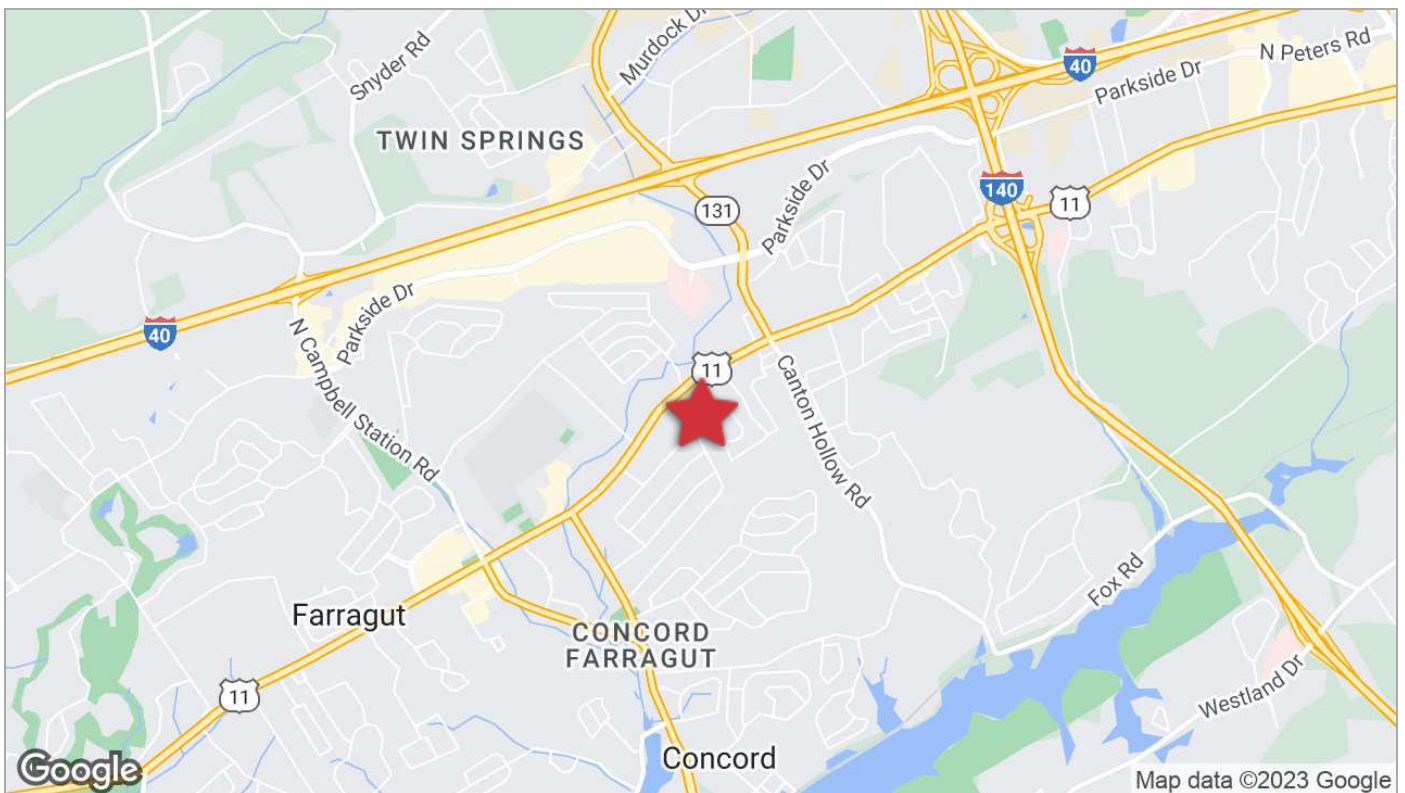 Murdock Dr
N Peters Rd
40
Snyder Rd
Parkside Dr
TWIN SPRINGS
140
11
131
Parkside Dr
Parkside Dr
40
N Campbell Station Rd
11
Canton Hollow Rd
Fox Rd
Farragut
CONCORD
FARRAGUT
11
Westland Dr
Concord
Google
Map data ©2023 Google